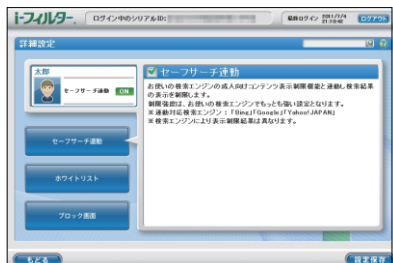 i-フィルター.
ログイン中のシリアルID:
最終ログイン
ログアウト
詳細設定
太郎
セーフサーチ連動 ON
セーフサーチ連動
お使いの検索エンジンの成人向けコンテンツ表示制限機能と連動し検索結果
の表示を制限します。
制限強度は、お使いの検索エンジンでもっとも強い設定となります。
※連動対応検索エンジン：「Bing」「Google」「Yahoo!JAPAN」
※検索エンジンにより表示制限結果は異なります。
セーフサーチ連動
ホワイトリスト
ブロック画面
もどる
設定保存